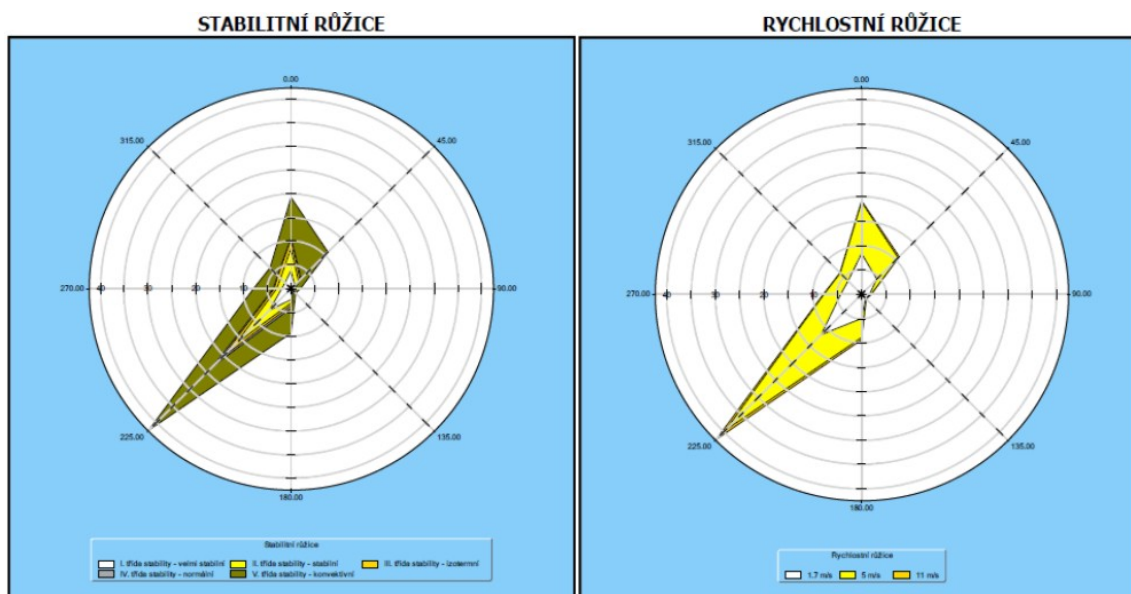 STABILITNÍ RŮŽICE
0.00
315.00
45.00
270.00
40
30
20
10
90.00
225.00
135.00
180.00
Stabilitní růžice
I. třída stability - velmi stabilní
II. třída stability - stabilní
III. třída stability - izotermní
IV. třída stability - normální
V. třída stability - konvektivní
RYCHLOSTNÍ RŮŽICE
0.00
315.00
45.00
270.00
40
30
20
10
90.00
225.00
135.00
180.00
Rychlostní růžice
1.7 m/s
5 m/s
11 m/s